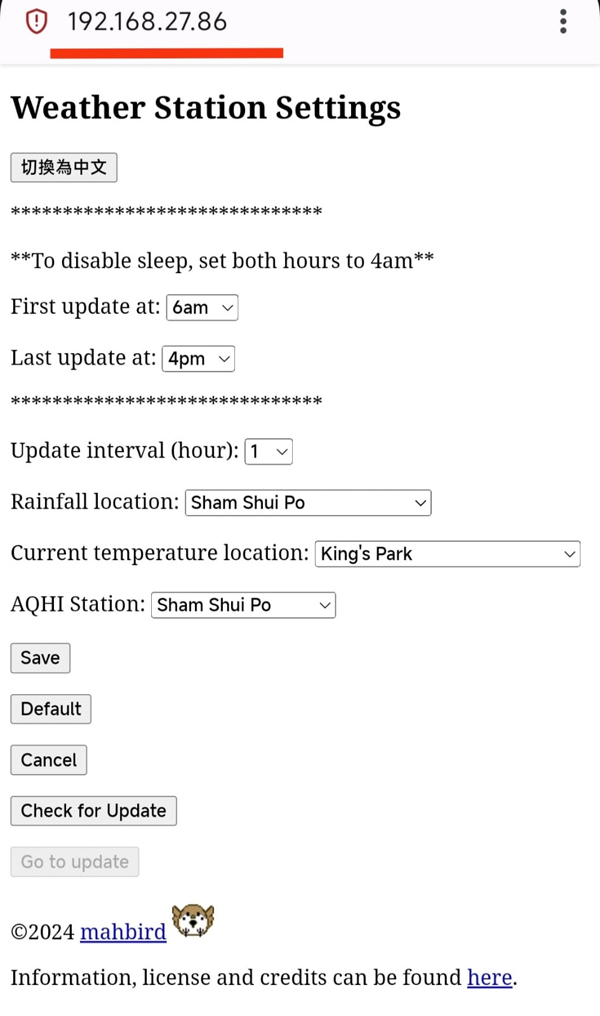 192.168.27.86
Weather Station Settings
切換為中文
******************************
**To disable sleep, set both hours to 4am**
First update at: 6am
Last update at: 4pm
******************************
Update interval (hour): 1
Rainfall location: Sham Shui Po
Current temperature location: King's Park
AQHI Station: Sham Shui Po
Save
Default
Cancel
Check for Update
Go to update
©2024 mahbird
Information, license and credits can be found here.